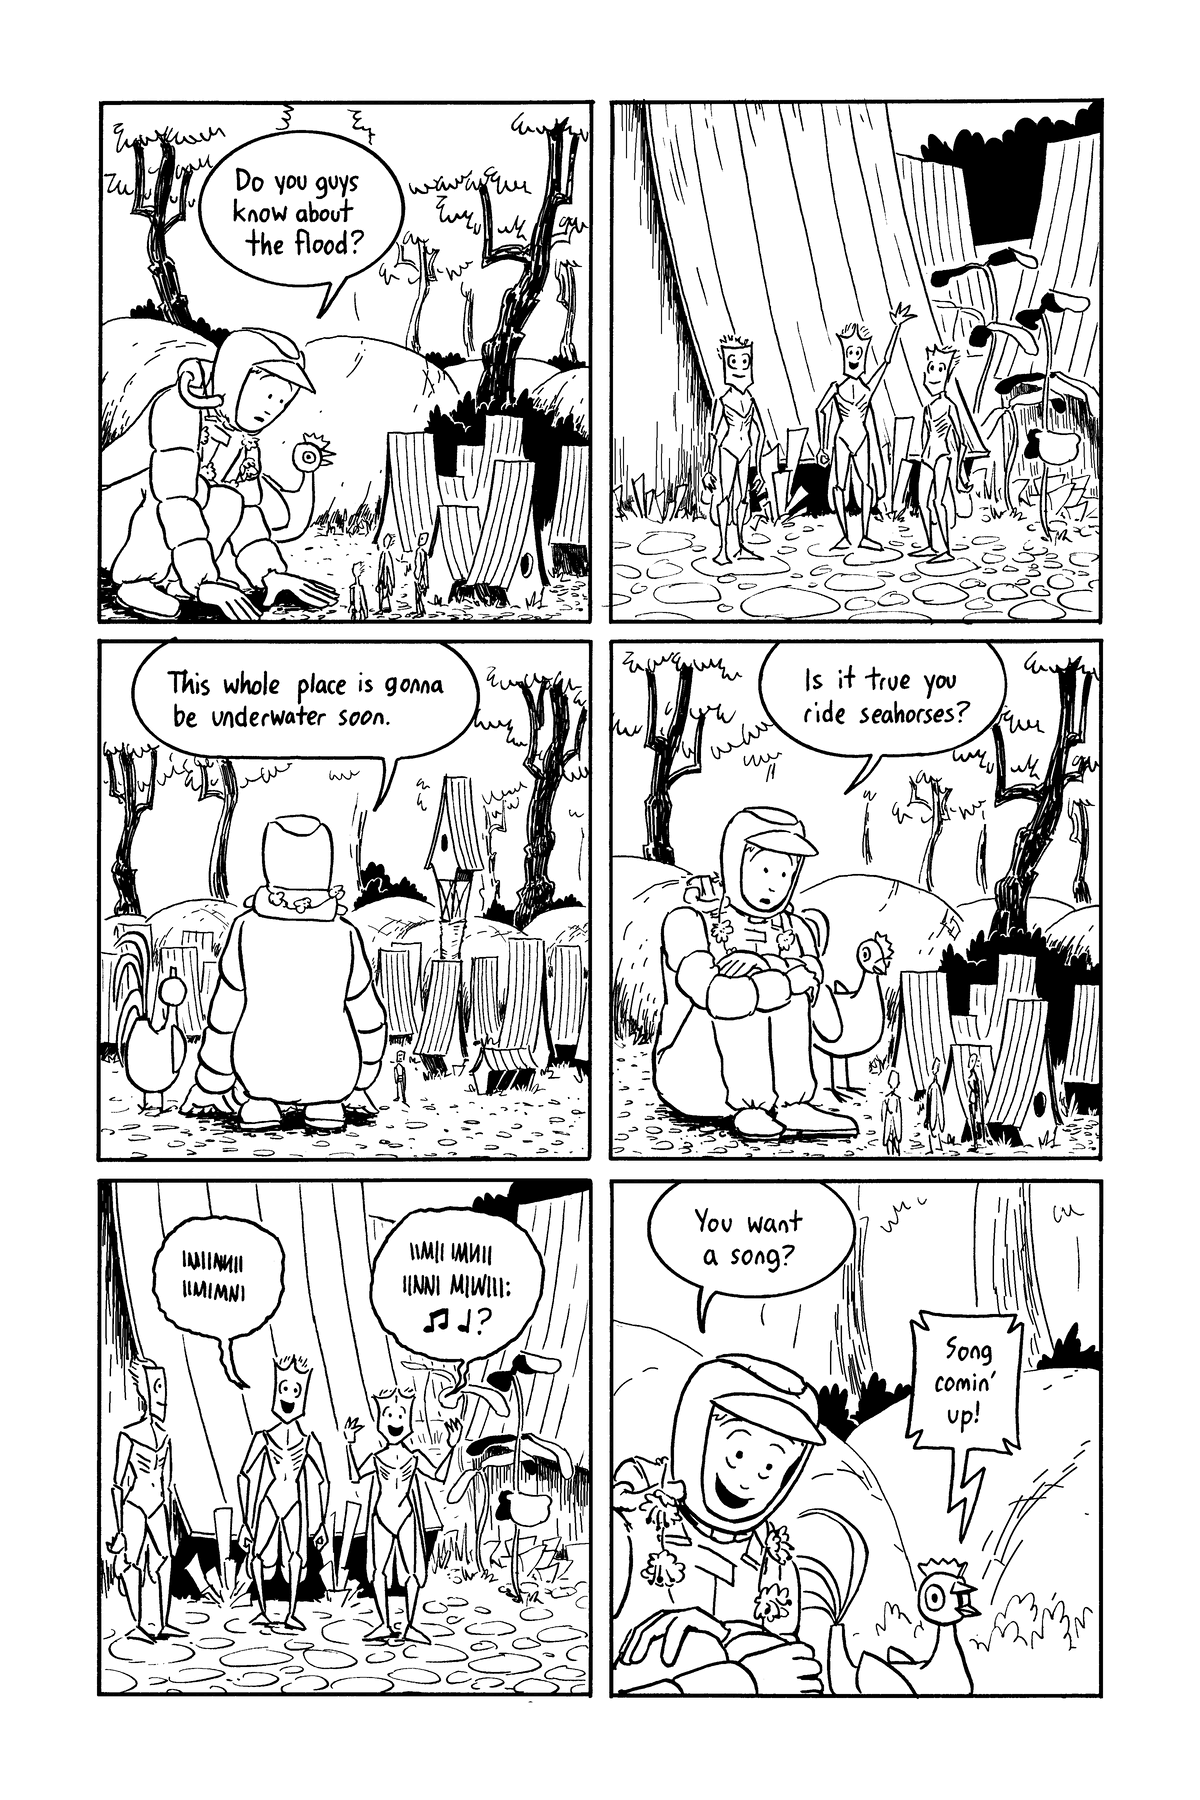 Do you guys
know about
the flood?
This whole place is gonna
be underwater soon.
Is it true you
ride seahorses?
♫ ♩?
You want
a song?
Song
comin'
up!